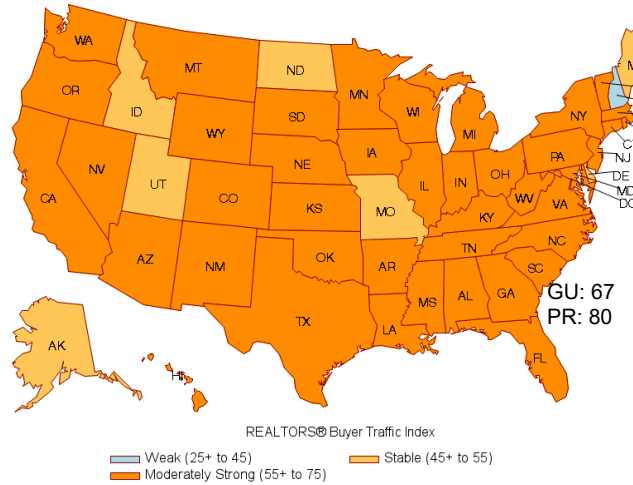 WA
MT
ND
MN
OR
ID
SD
WI
MI
NY
WY
IA
NE
PA
NJ
NV
OH
IL
IN
DE
UT
CO
MD
DC
CA
WV
VA
KS
MO
KY
NC
TN
OK
AZ
NM
AR
SC
GU: 67
PR: 80
MS
AL
GA
TX
LA
AK
FL
REALTORS® Buyer Traffic Index
Weak (25+ to 45)
Stable (45+ to 55)
Moderately Strong (55+ to 75)